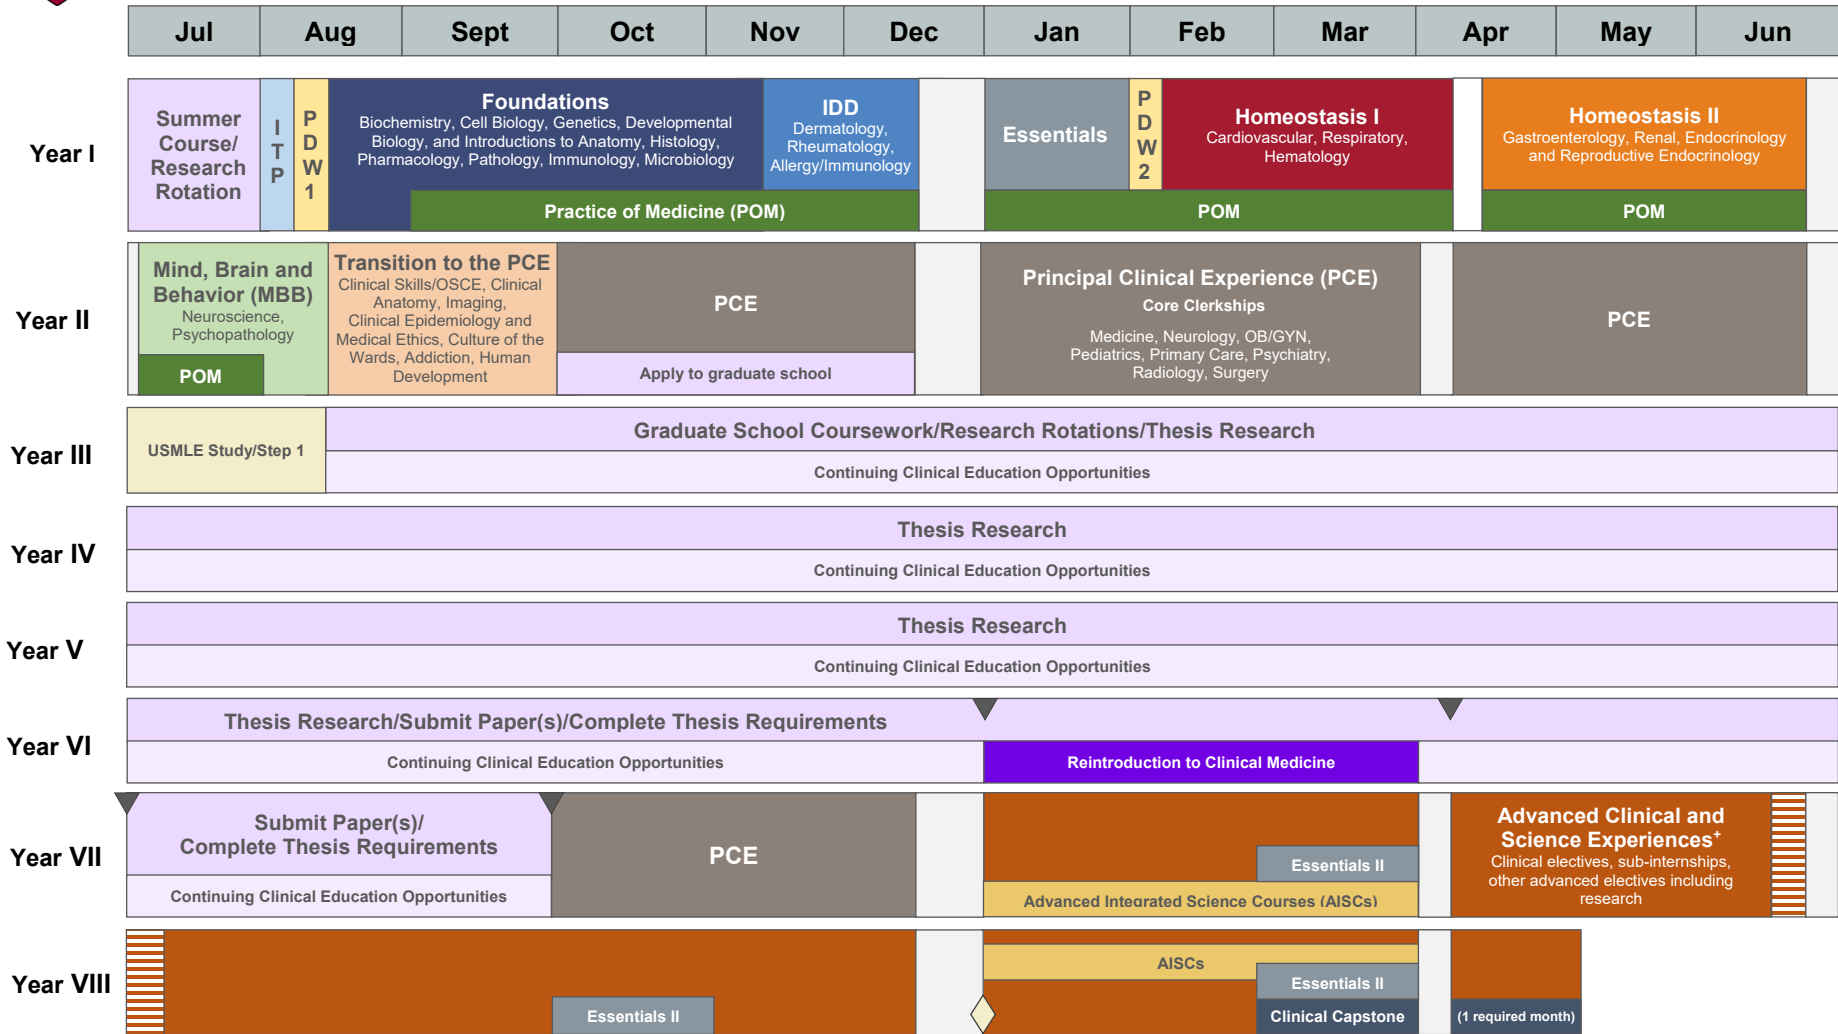 Jul Aug Sept Oct Nov Dec Jan Feb Mar Apr May Jun
Year I
Summer
Course/
Research
Rotation
I
T
P
P
D
W
1
Foundations
Biochemistry, Cell Biology, Genetics, Developmental
Biology, and Introductions to Anatomy, Histology,
Pharmacology, Pathology, Immunology, Microbiology
IDD
Dermatology,
Rheumatology,
Allergy/Immunology
Practice of Medicine (POM)
Essentials
P
D
W
2
Homeostasis I
Cardiovascular, Respiratory,
Hematology
POM
Homeostasis II
Gastroenterology, Renal, Endocrinology
and Reproductive Endocrinology
POM
Year II
Mind, Brain and
Behavior (MBB)
Neuroscience,
Psychopathology
POM
Transition to the PCE
Clinical Skills/OSCE, Clinical
Anatomy, Imaging,
Clinical Epidemiology and
Medical Ethics, Culture of the
Wards, Addiction, Human
Development
PCE
Apply to graduate school
Principal Clinical Experience (PCE)
Core Clerkships
Medicine, Neurology, OB/GYN,
Pediatrics, Primary Care, Psychiatry,
Radiology, Surgery
PCE
Year III
USMLE Study/Step 1
Graduate School Coursework/Research Rotations/Thesis Research
Continuing Clinical Education Opportunities
Year IV
Thesis Research
Continuing Clinical Education Opportunities
Year V
Thesis Research
Continuing Clinical Education Opportunities
Year VI
Thesis Research/Submit Paper(s)/Complete Thesis Requirements
Continuing Clinical Education Opportunities
Reintroduction to Clinical Medicine
Year VII
Submit Paper(s)/
Complete Thesis Requirements
Continuing Clinical Education Opportunities
PCE
Essentials II
Advanced Integrated Science Courses (AISCs)
Advanced Clinical and
Science Experiences+
Clinical electives, sub-internships,
other advanced electives including
research
Year VIII
Essentials II
AISCs
Essentials II
Clinical Capstone
(1 required month)